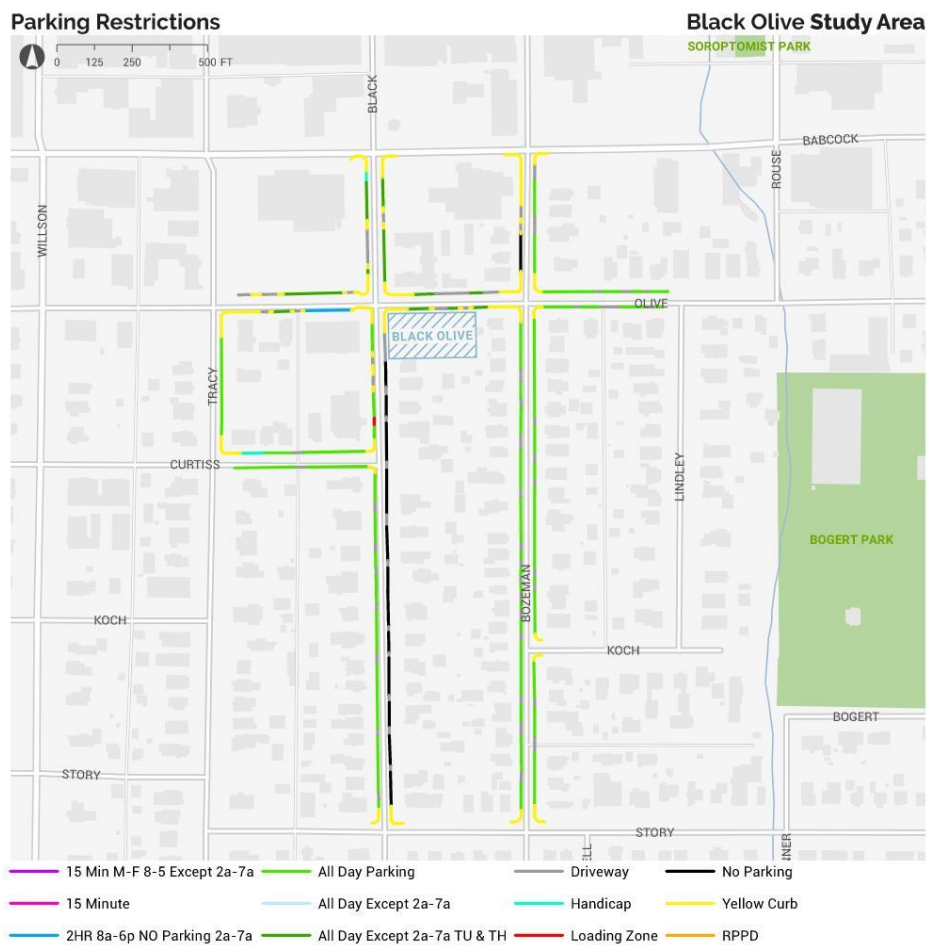 Parking Restrictions
Black Olive Study Area
SOROPTOMIST PARK
0 125 250 500 FT
BLACK
BABCOCK
ROUSE
WILLSON
OLIVE
BLACK OLIVE
TRACY
CURTISS
LINDLEY
BOGERT PARK
BOZEMAN
KOCH
KOCH
BOGERT
STORY
STORY
LL
NER
15 Min M-F 8-5 Except 2a-7a
All Day Parking
Driveway
No Parking
15 Minute
All Day Except 2a-7a
Handicap
Yellow Curb
2HR 8a-6p NO Parking 2a-7a
All Day Except 2a-7a TU & TH
Loading Zone
RPPD